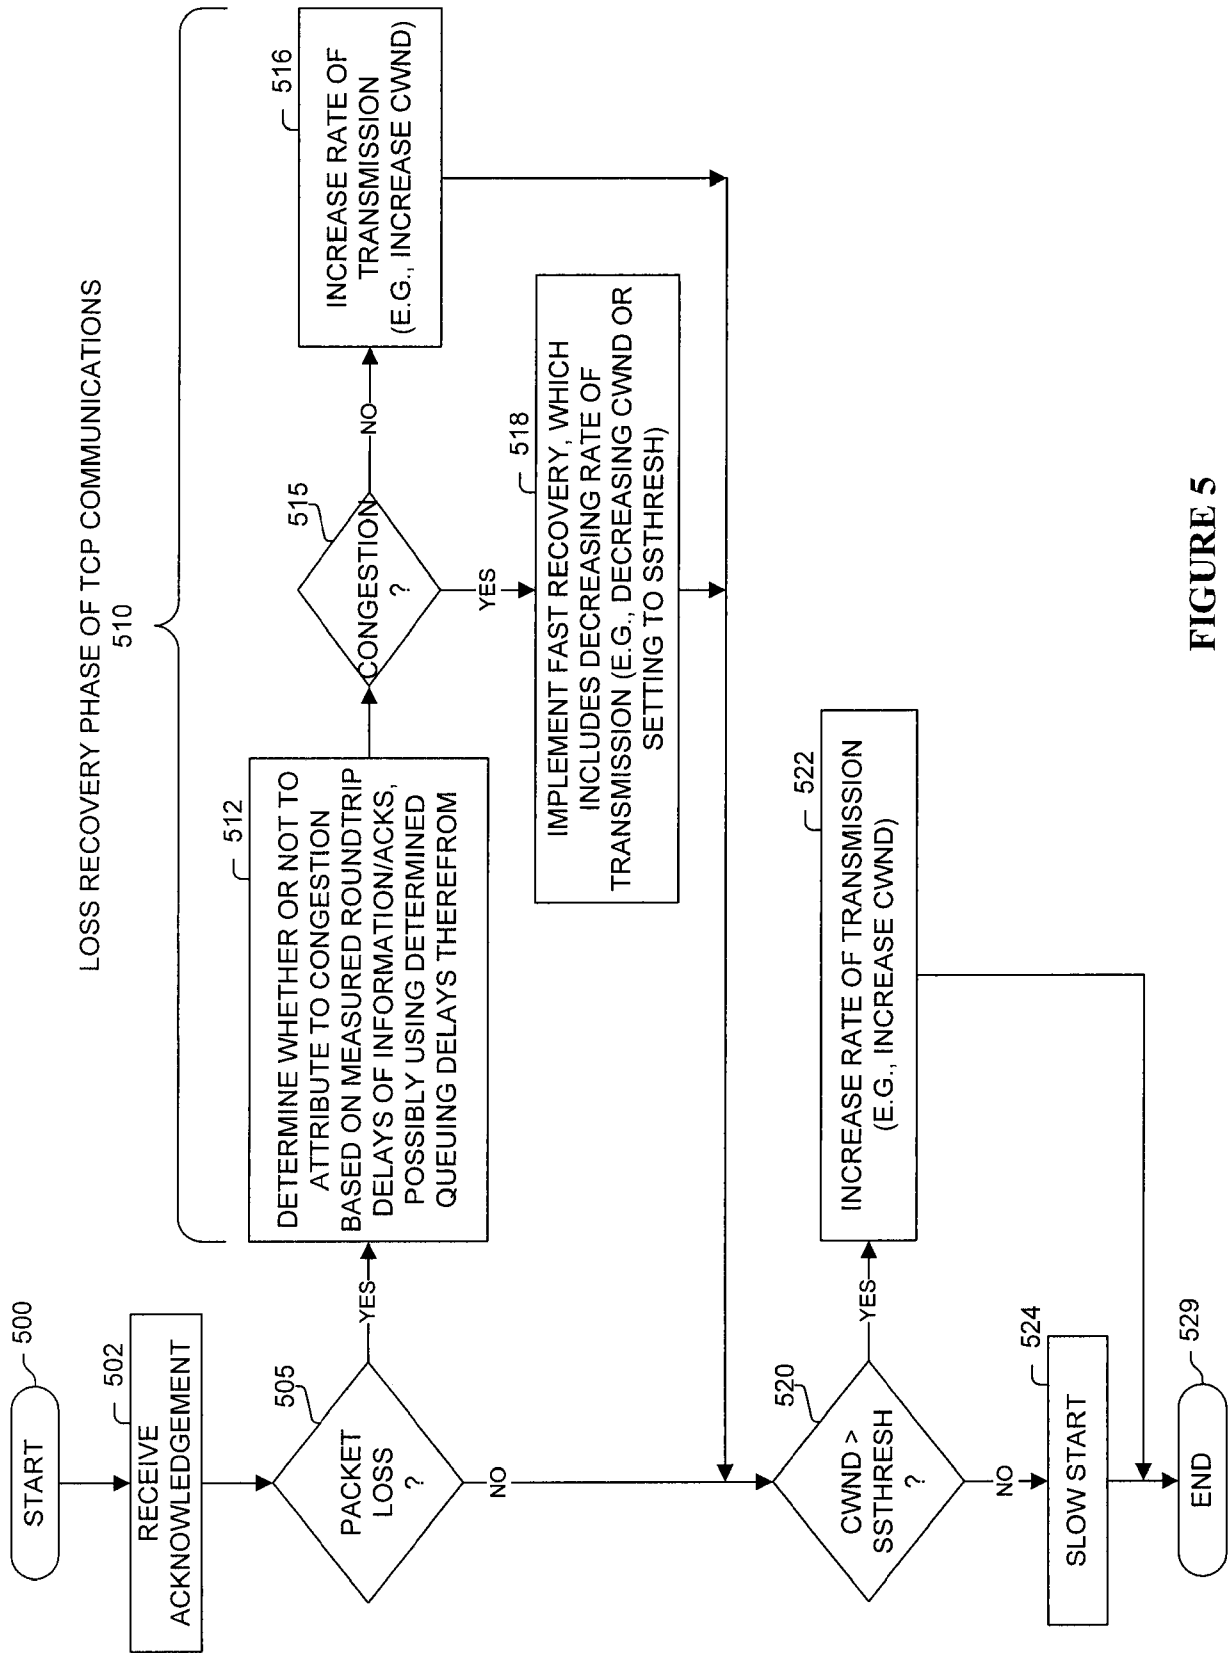 START
500
RECEIVE
ACKNOWLEDGEMENT
502
PACKET
LOSS
?
505
YES
NO
LOSS RECOVERY PHASE OF TCP COMMUNICATIONS
510
DETERMINE WHETHER OR NOT TO
ATTRIBUTE TO CONGESTION
BASED ON MEASURED ROUNDTRIP
DELAYS OF INFORMATION/ACKS,
POSSIBLY USING DETERMINED
QUEUING DELAYS THEREFROM
512
CONGESTION
?
515
NO
YES
INCREASE RATE OF
TRANSMISSION
(E.G., INCREASE CWND)
516
IMPLEMENT FAST RECOVERY, WHICH
INCLUDES DECREASING RATE OF
TRANSMISSION (E.G., DECREASING CWND OR
SETTING TO SSTHRESH)
518
CWND >
SSTHRESH
?
520
YES
NO
INCREASE RATE OF TRANSMISSION
(E.G., INCREASE CWND)
522
SLOW START
524
END
529
FIGURE 5